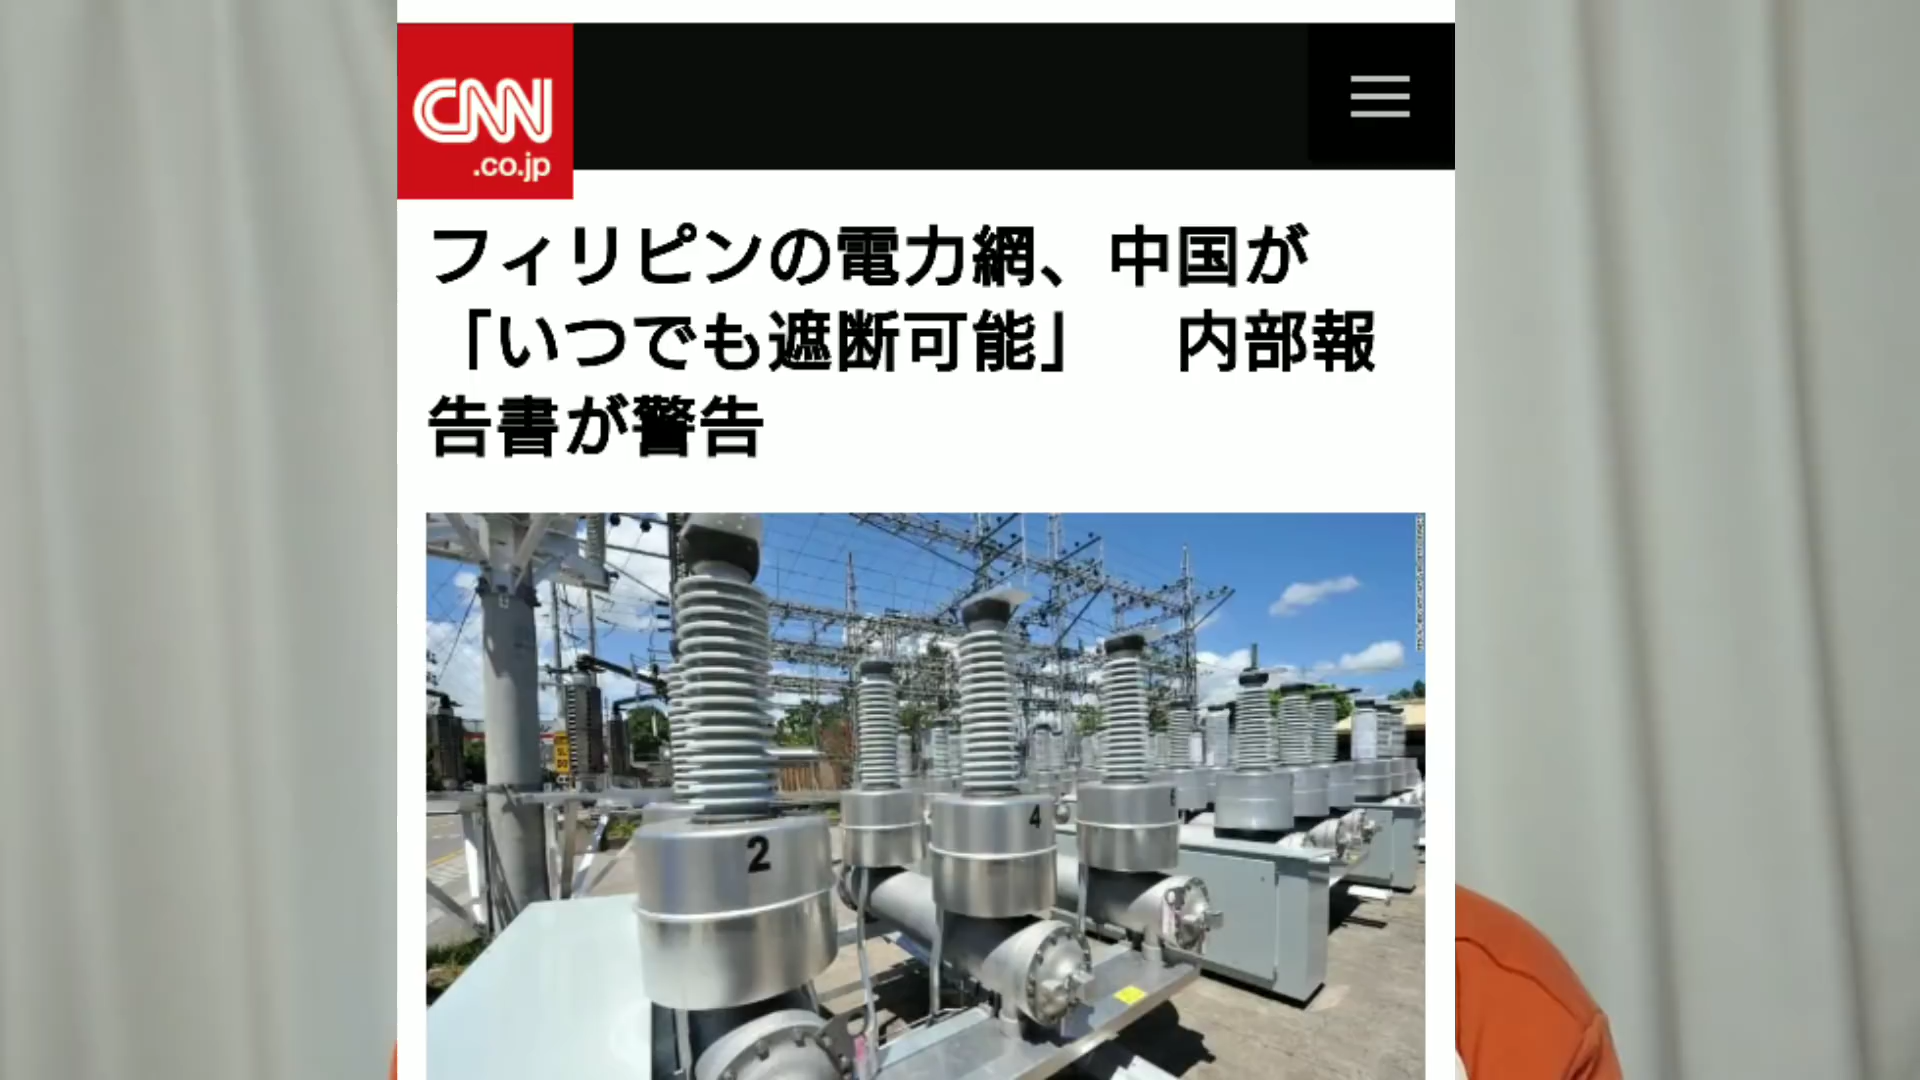 CNN
.co.jp
フィリピンの電力網、中国が
「いつでも遮断可能」　内部報
告書が警告
2
4
6